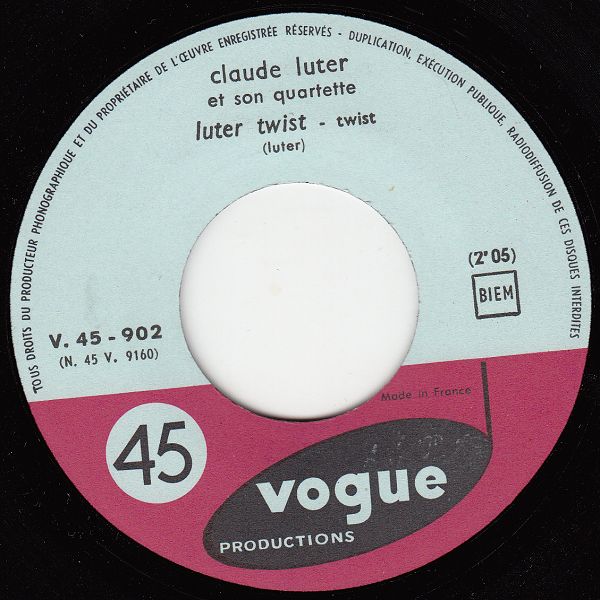 TOUS DROITS DU PRODUCTEUR PHONOGRAPHIQUE ET DU PROPRIÉTAIRE DE L'ŒUVRE ENREGISTRÉE RÉSERVÉS - DUPLICATION, EXÉCUTION PUBLIQUE, RADIODIFFUSION DE CES DISQUES INTERDITES
claude luter
et son quartette
luter twist - twist
(luter)
(2'05)
BIEM
V. 45 - 902
(N. 45 V. 9160)
Made in France
45
vogue
PRODUCTIONS